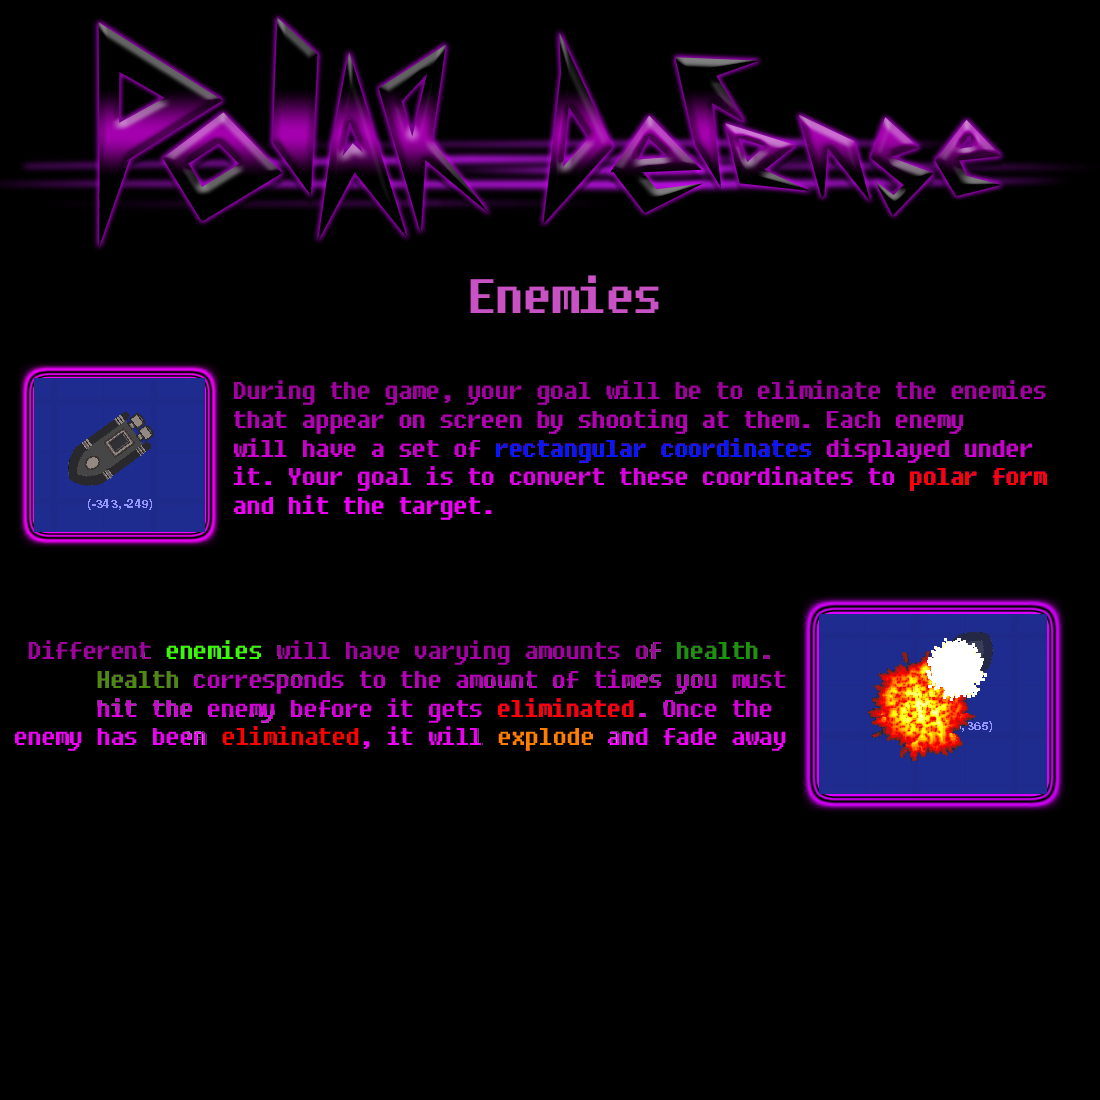 Polar Defense
Enemies
During the game, your goal will be to eliminate the enemies
that appear on screen by shooting at them. Each enemy
will have a set of rectangular coordinates displayed under
it. Your goal is to convert these coordinates to polar form
and hit the target.
(-343,-249)
Different enemies will have varying amounts of health.
Health corresponds to the amount of times you must
hit the enemy before it gets eliminated. Once the
enemy has been eliminated, it will explode and fade away
, 365)